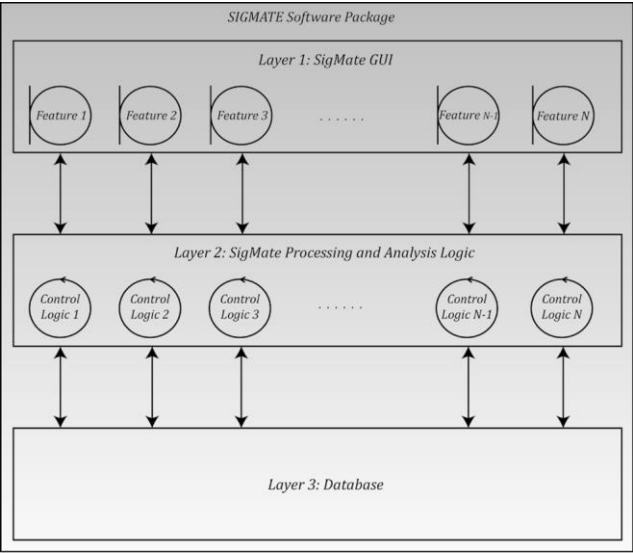 SIGMATE Software Package
Layer 1: SigMate GUI
Feature 1 Feature 2 Feature 3 . . . . . . Feature N-1 Feature N
Layer 2: SigMate Processing and Analysis Logic
Control Control Control Control Control
Logic 1 Logic 2 Logic 3 . . . . . . Logic N-1 Logic N
Layer 3: Database